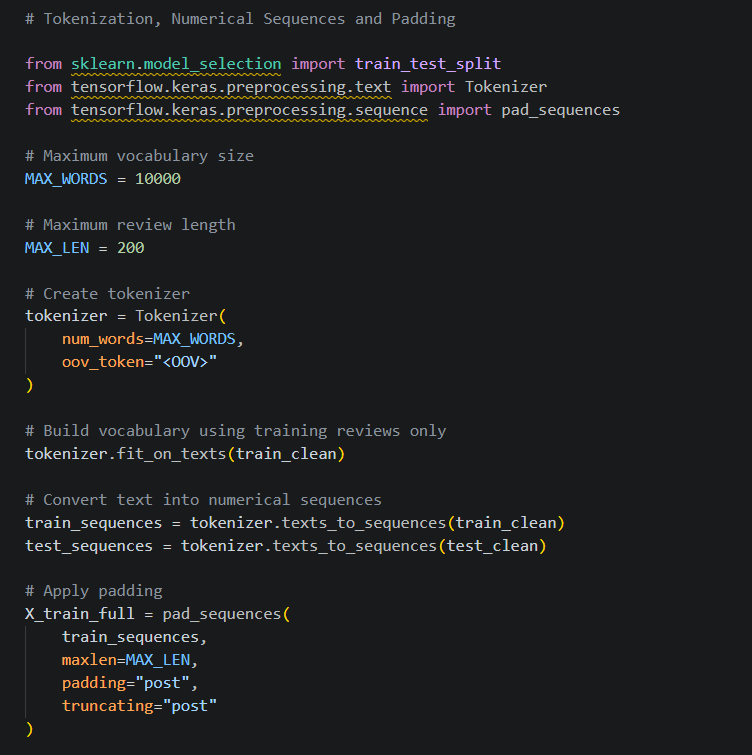 # Tokenization, Numerical Sequences and Padding
from sklearn.model_selection import train_test_split
from tensorflow.keras.preprocessing.text import Tokenizer
from tensorflow.keras.preprocessing.sequence import pad_sequences
# Maximum vocabulary size
MAX_WORDS = 10000
# Maximum review length
MAX_LEN = 200
# Create tokenizer
tokenizer = Tokenizer(
    num_words=MAX_WORDS,
    oov_token="<OOV>"
)
# Build vocabulary using training reviews only
tokenizer.fit_on_texts(train_clean)
# Convert text into numerical sequences
train_sequences = tokenizer.texts_to_sequences(train_clean)
test_sequences = tokenizer.texts_to_sequences(test_clean)
# Apply padding
X_train_full = pad_sequences(
    train_sequences,
    maxlen=MAX_LEN,
    padding="post",
    truncating="post"
)